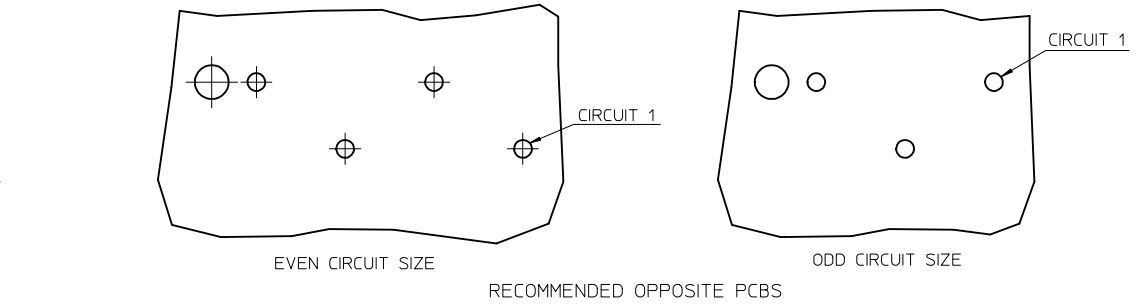 CIRCUIT 1
CIRCUIT 1
EVEN CIRCUIT SIZE
ODD CIRCUIT SIZE
RECOMMENDED OPPOSITE PCBS